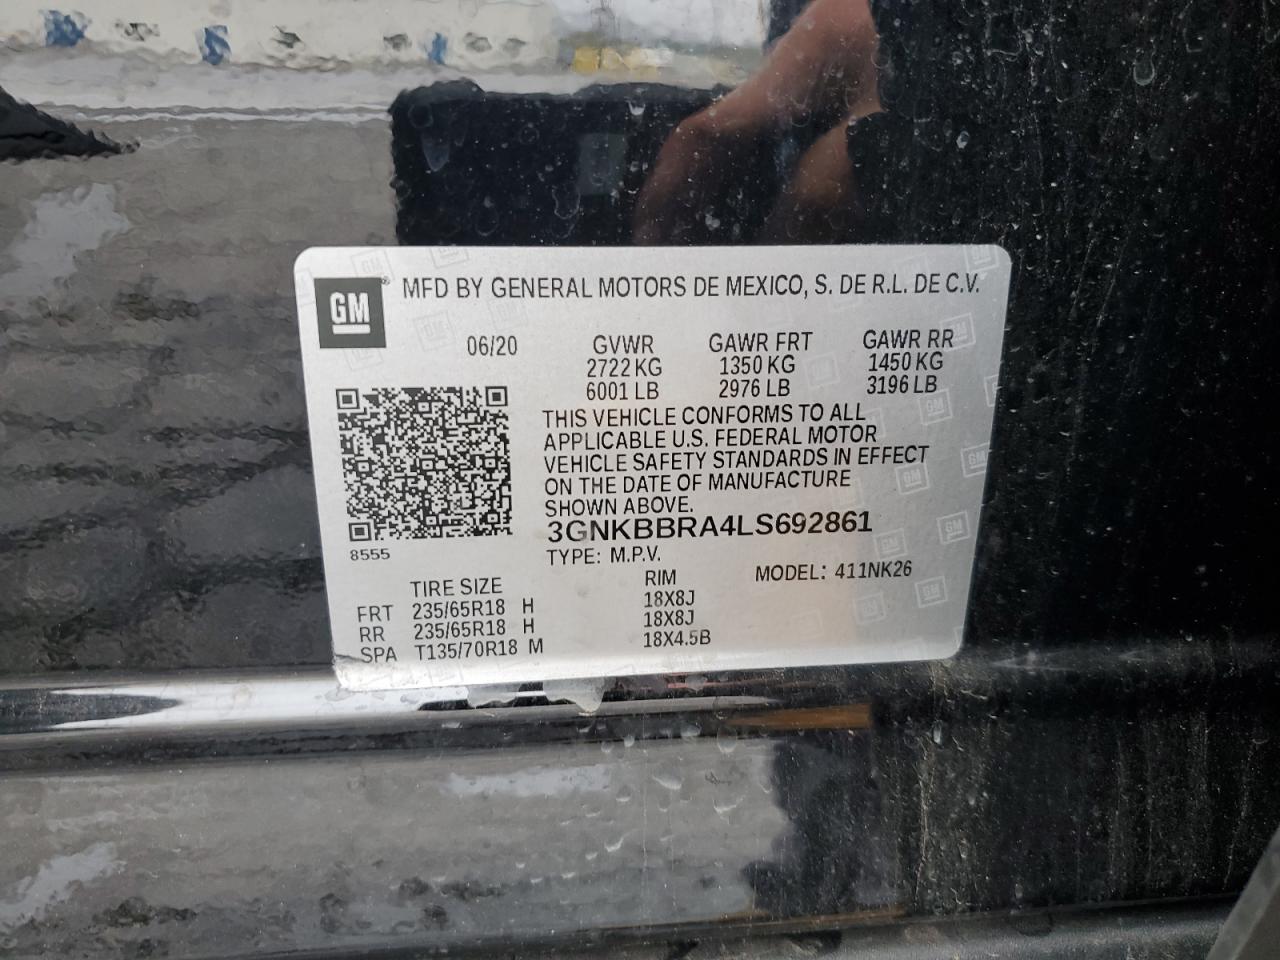 GM ® MFD BY GENERAL MOTORS DE MEXICO, S. DE R.L. DE C.V.
06/20 GVWR GAWR FRT GAWR RR
2722 KG 1350 KG 1450 KG
6001 LB 2976 LB 3196 LB
THIS VEHICLE CONFORMS TO ALL
APPLICABLE U.S. FEDERAL MOTOR
VEHICLE SAFETY STANDARDS IN EFFECT
ON THE DATE OF MANUFACTURE
SHOWN ABOVE.
3GNKBBRA4LS692861
8555 TYPE: M.P.V.
MODEL: 411NK26
TIRE SIZE RIM
FRT 235/65R18 H 18X8J
RR 235/65R18 H 18X8J
SPA T135/70R18 M 18X4.5B